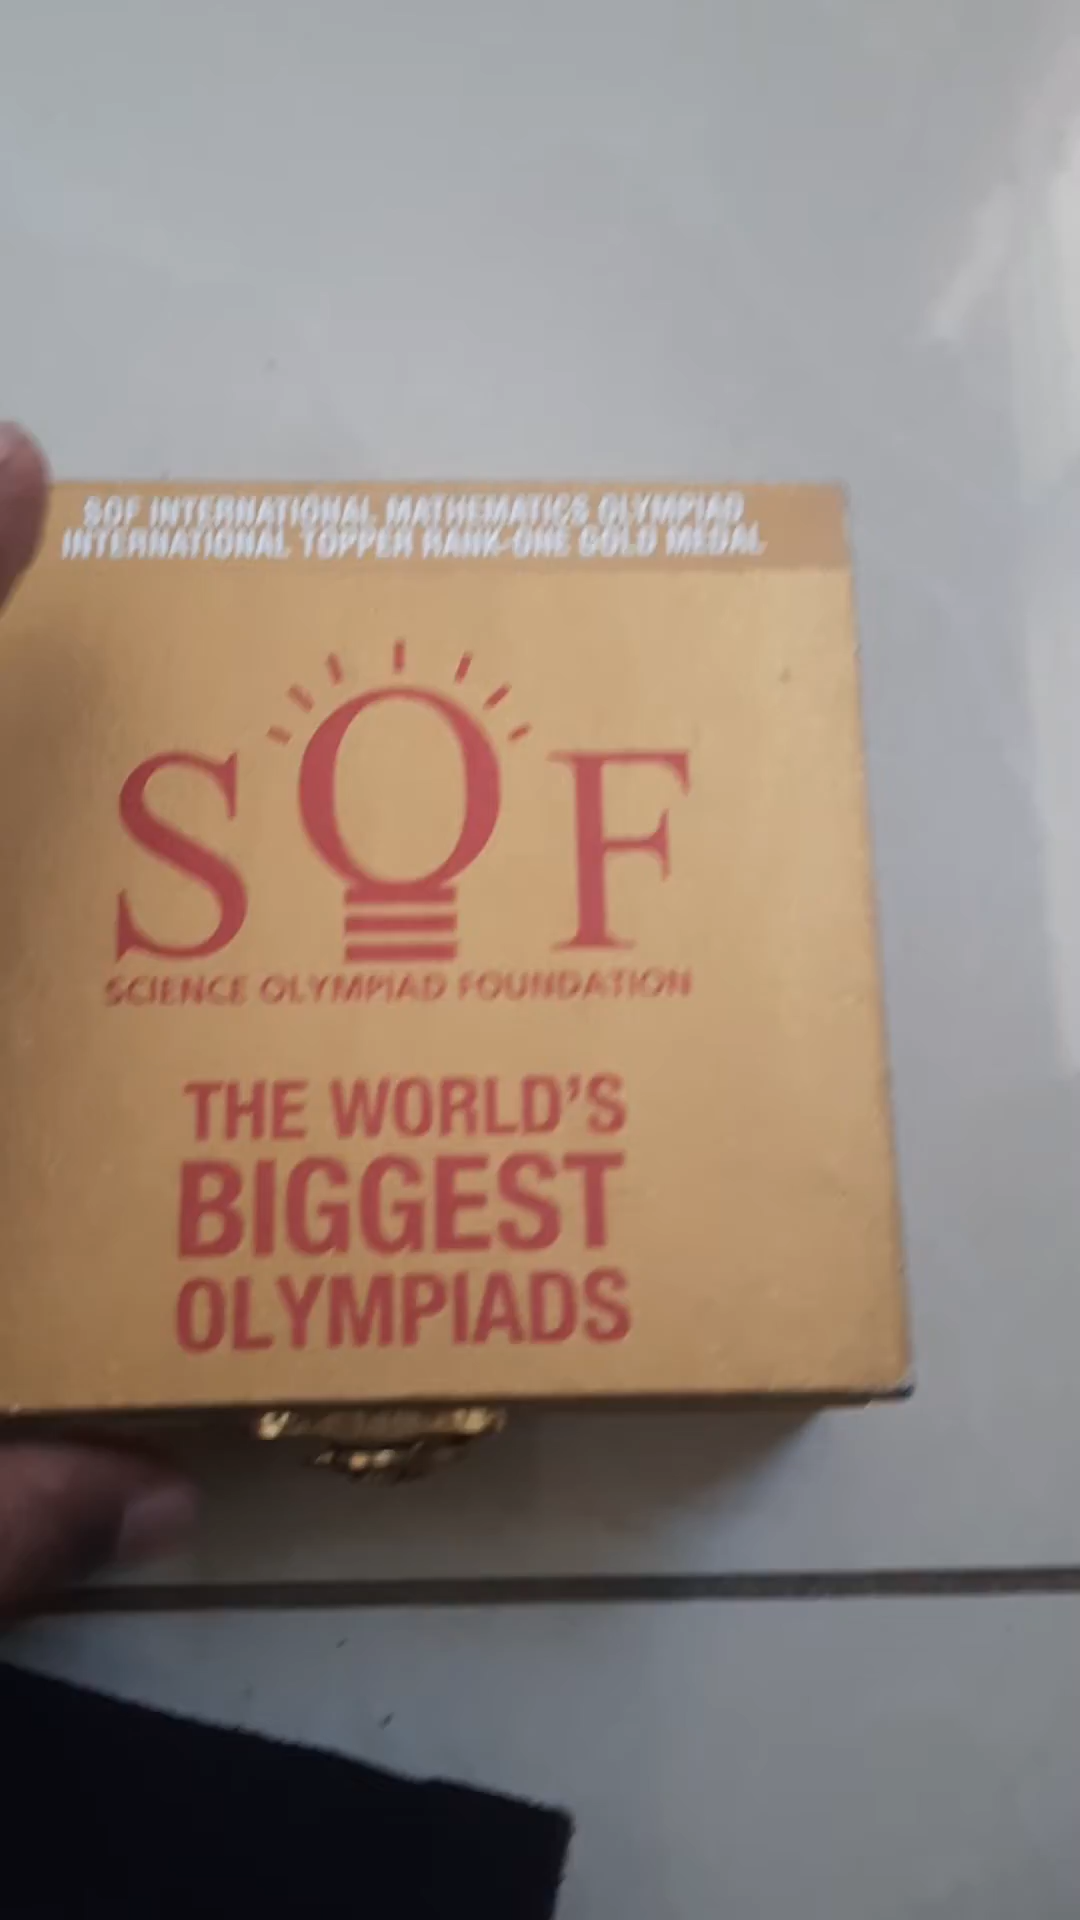 SOF INTERNATIONAL MATHEMATICS OLYMPIAD
INTERNATIONAL TOPPER RANK-ONE GOLD MEDAL
SOF
SCIENCE OLYMPIAD FOUNDATION
THE WORLD'S
BIGGEST
OLYMPIADS